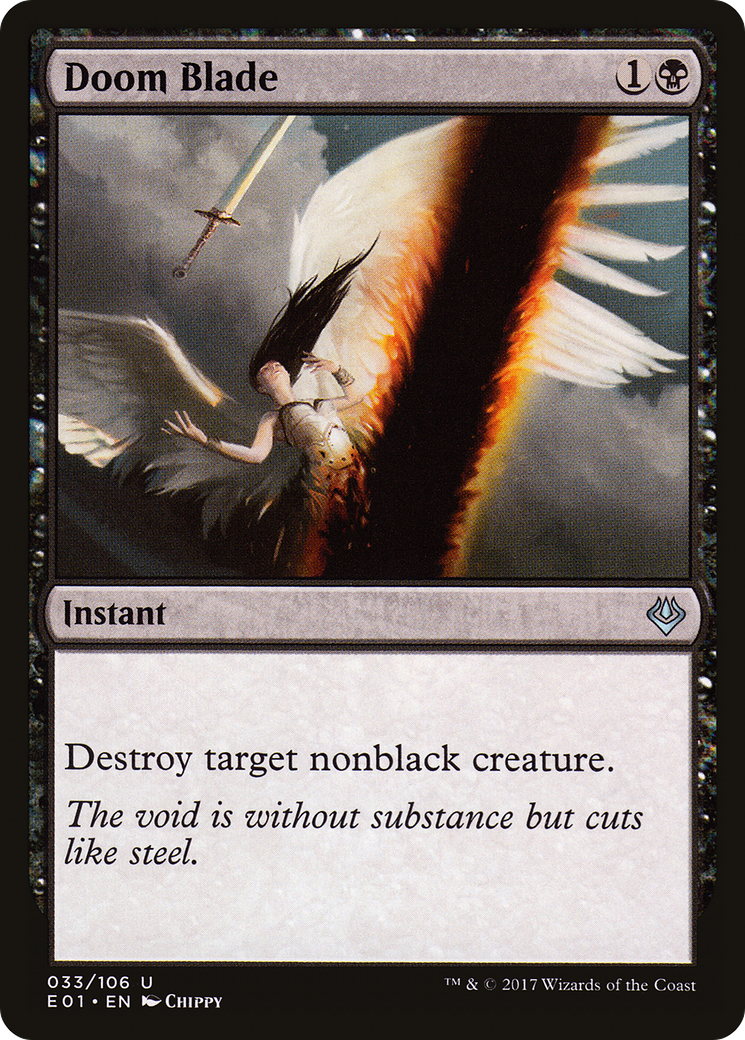 Doom Blade 1
Instant
Destroy target nonblack creature.
The void is without substance but cuts
like steel.
033/106 U
E01 • EN CHIPPY
™ & © 2017 Wizards of the Coast